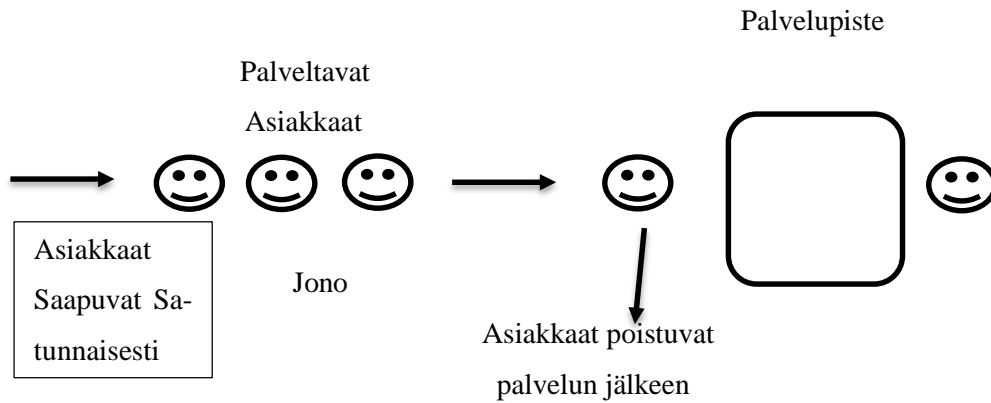 Palvelupiste
Palveltavat
Asiakkaat
Asiakkaat
Saapuvat Sa-
tunnaisesti
Jono
Asiakkaat poistuvat
palvelun jälkeen